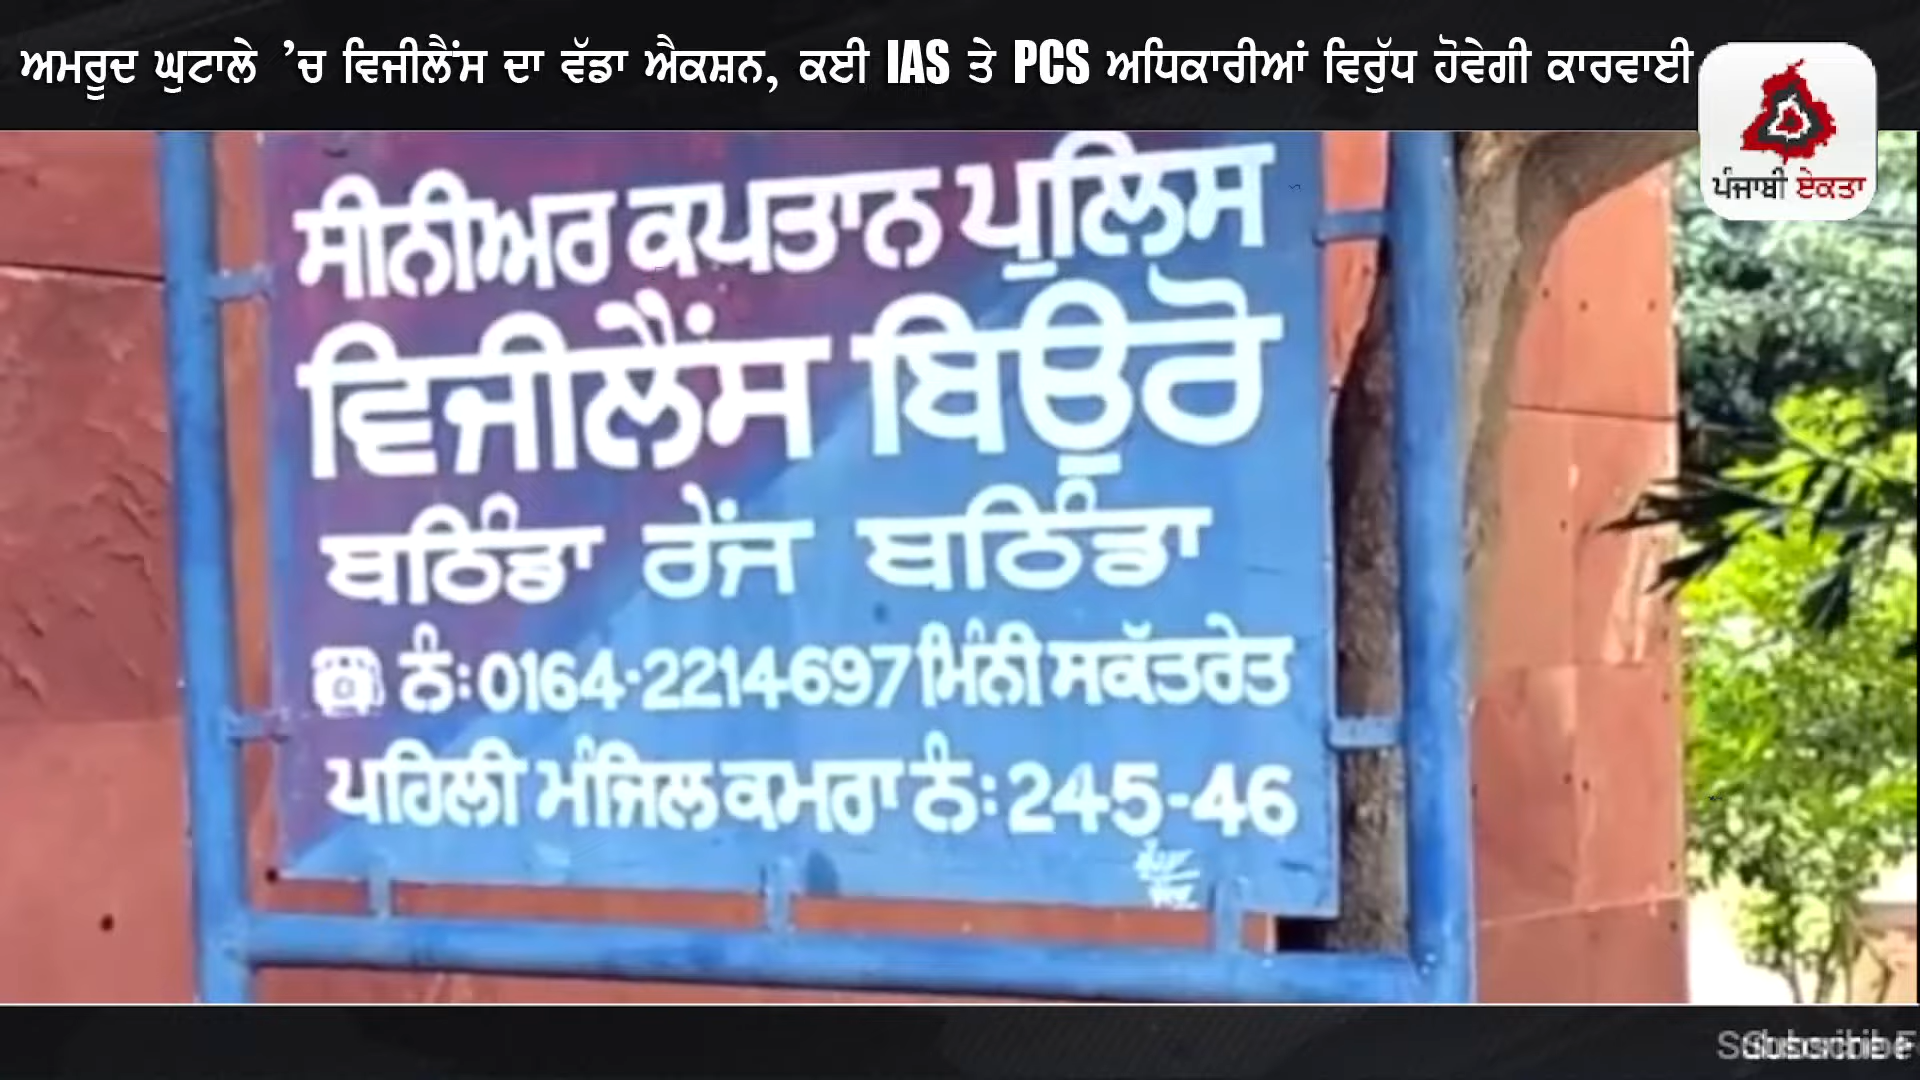 ਅਮਰੂਦ ਘੁਟਾਲੇ ’ਚ ਵਿਜੀਲੈਂਸ ਦਾ ਵੱਡਾ ਐਕਸ਼ਨ, ਕਈ IAS ਤੇ PCS ਅਧਿਕਾਰੀਆਂ ਵਿਰੁੱਧ ਹੋਵੇਗੀ ਕਾਰਵਾਈ
ਪੰਜਾਬੀ ਏਕਤਾ
ਸੀਨੀਅਰ ਕਪਤਾਨ ਪੁਲਿਸ
ਵਿਜੀਲੈਂਸ ਬਿਊਰੋ
ਬਠਿੰਡਾ ਰੇਂਜ ਬਠਿੰਡਾ
☎ ਨੰ:0164-2214697 ਮਿੰਨੀ ਸਕੱਤਰੇਤ
ਪਹਿਲੀ ਮੰਜਿਲ ਕਮਰਾ ਨੰ: 245-46